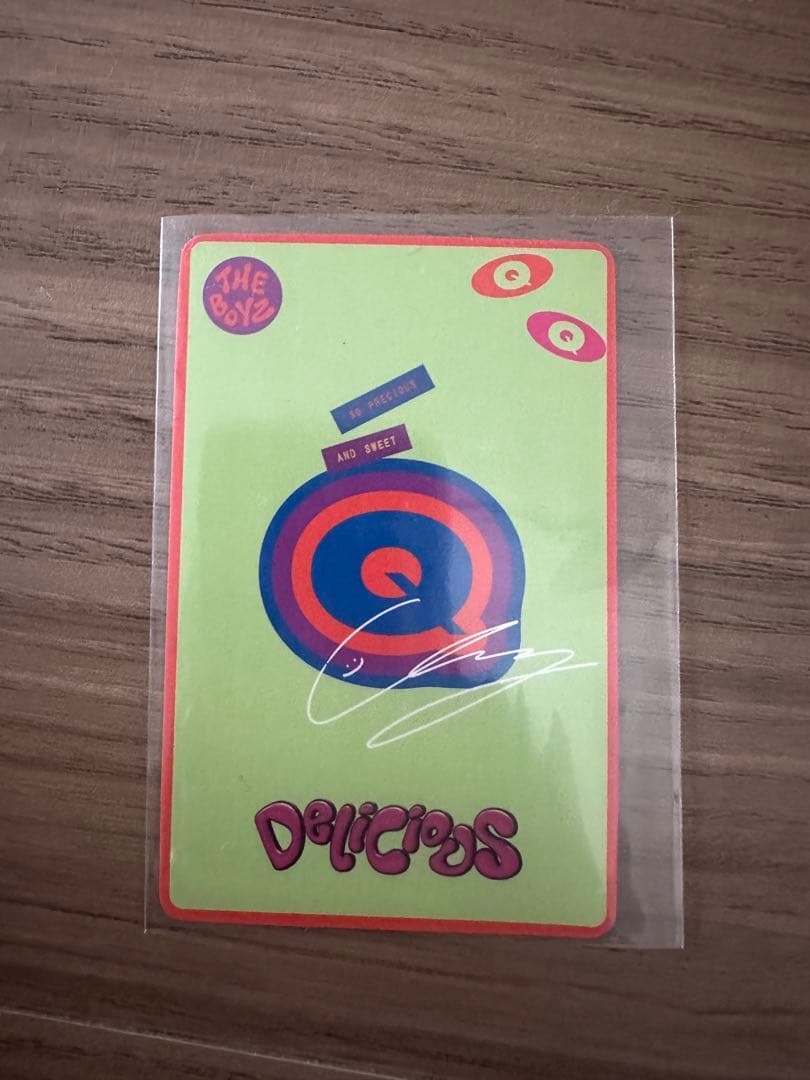 THE
BOYZ
Q
Q
SO PRECIOUS
AND SWEET
Q
DeLiCiouS